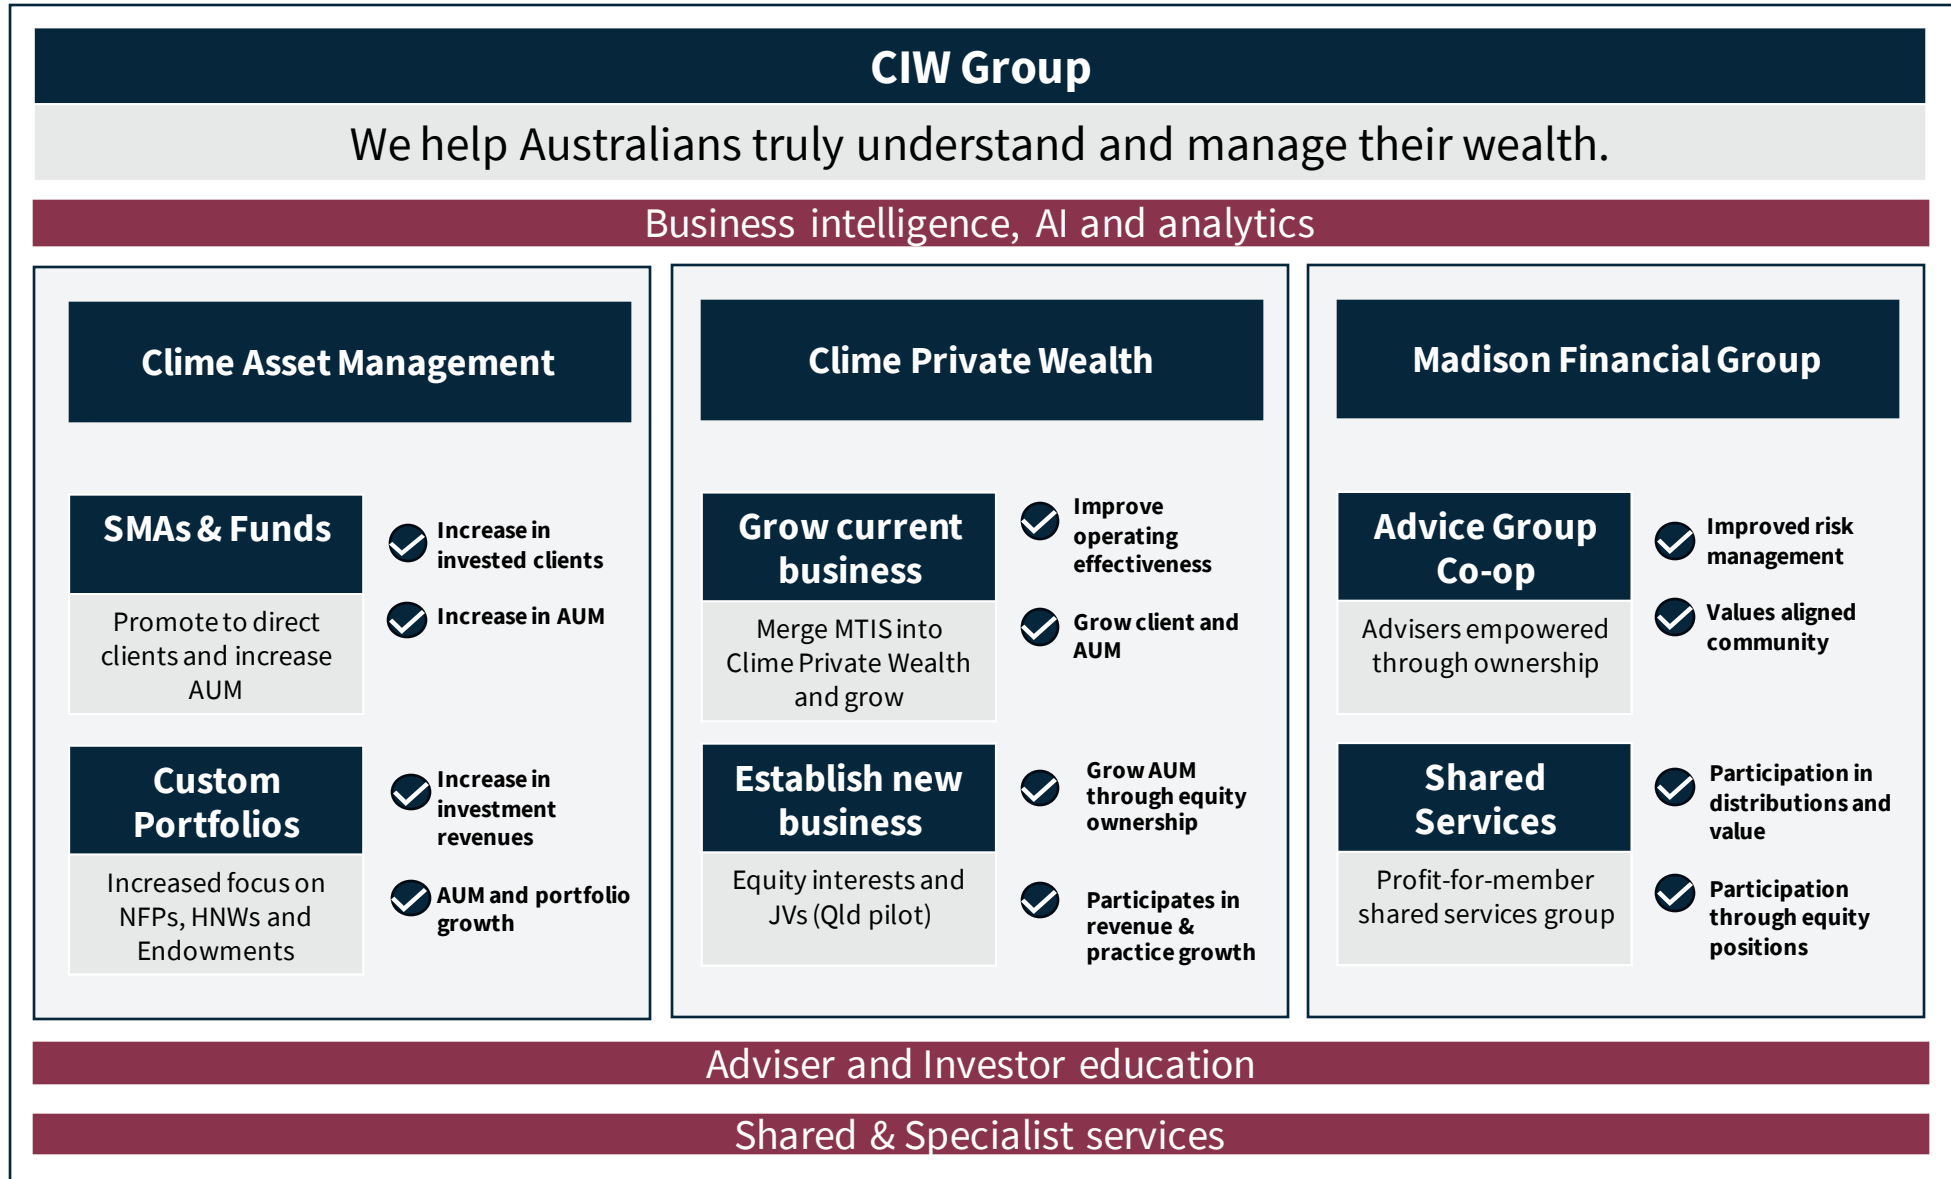 CIW Group
We help Australians truly understand and manage their wealth.
Business intelligence, AI and analytics
Clime Asset Management
SMAs & Funds
Promote to direct
clients and increase
AUM
Increase in
invested clients
Increase in AUM
Custom
Portfolios
Increased focus on
NFPs, HNWs and
Endowments
Increase in
investment
revenues
AUM and portfolio
growth
Clime Private Wealth
Grow current
business
Merge MTIS into
Clime Private Wealth
and grow
Improve
operating
effectiveness
Grow client and
AUM
Establish new
business
Equity interests and
JVs (Qld pilot)
Grow AUM
through equity
ownership
Participates in
revenue &
practice growth
Madison Financial Group
Advice Group
Co-op
Advisers empowered
through ownership
Improved risk
management
Values aligned
community
Shared
Services
Profit-for-member
shared services group
Participation in
distributions and
value
Participation
through equity
positions
Adviser and Investor education
Shared & Specialist services